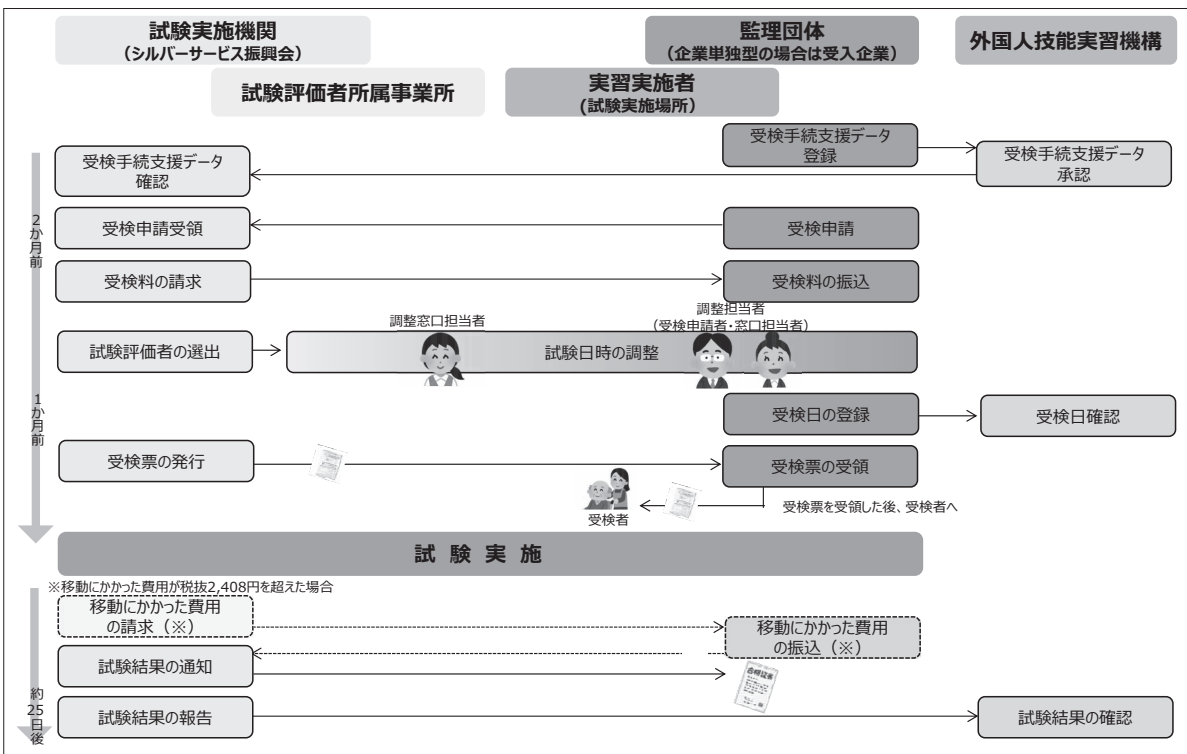 試験実施機関
（シルバーサービス振興会）
監理団体
（企業単独型の場合は受入企業）
外国人技能実習機構
試験評価者所属事業所
実習実施者
(試験実施場所）
受検手続支援データ
登録
受検手続支援データ
確認
受検手続支援データ
承認
2か月前
受検申請受領
受検申請
受検料の請求
受検料の振込
調整窓口担当者
調整担当者
（受検申請者・窓口担当者）
試験評価者の選出
試験日時の調整
1か月前
受検日の登録
受検日確認
受検票の発行
受検票の受領
受検者
受検票を受領した後、受検者へ
試験実施
※移動にかかった費用が税抜2,408円を超えた場合
移動にかかった費用
の請求（※）
移動にかかった費用
の振込（※）
試験結果の通知
合格証書
約25日後
試験結果の報告
試験結果の確認